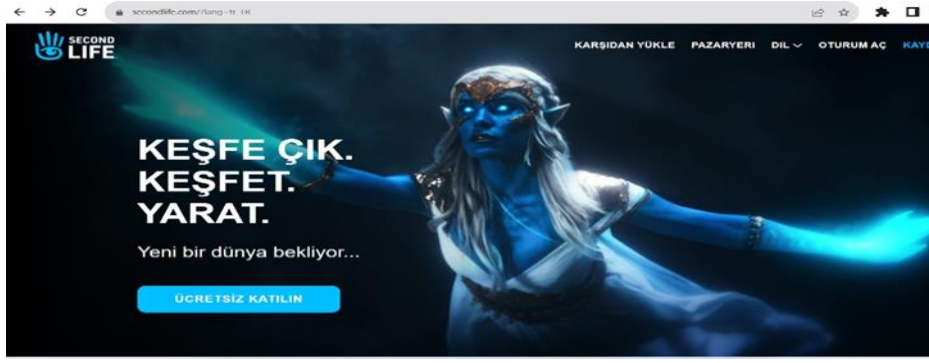 secondlife.com/?lang=tr-TR
SECOND
LIFE
KARŞIDAN YÜKLE PAZARYERI DIL OTURUM AÇ
KEŞFE ÇIK.
KEŞFET.
YARAT.
Yeni bir dünya bekliyor...
ÜCRETSİZ KATILIN